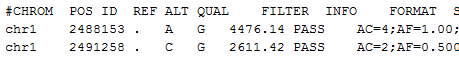 #CHROM POS ID REF ALT QUAL FILTER INFO FORMAT S
chr1 2488153 . A G 4476.14 PASS AC=4;AF=1.00;
chr1 2491258 . C G 2611.42 PASS AC=2;AF=0.500